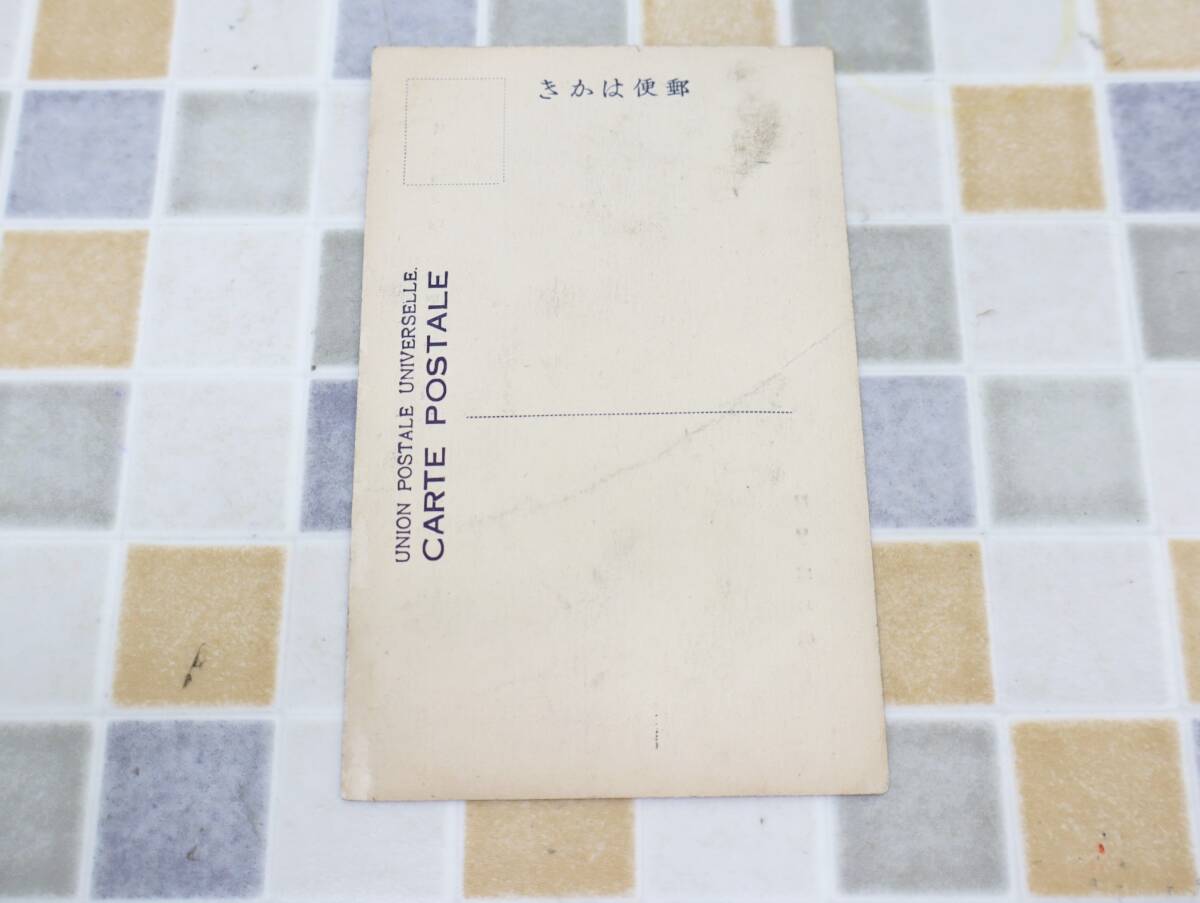 きかは便郵
UNION POSTALE UNIVERSELLE.
CARTE POSTALE